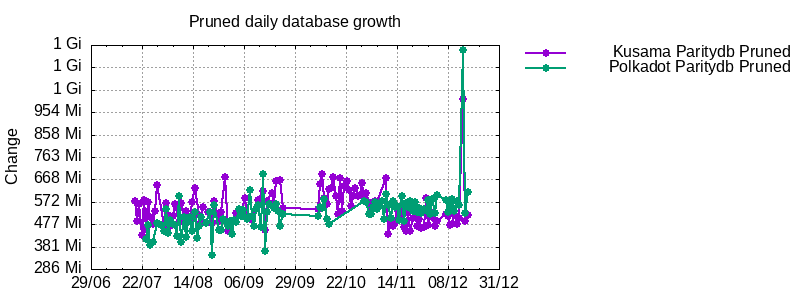 Pruned daily database growth
Kusama Paritydb Pruned
Polkadot Paritydb Pruned
Change
1 Gi
1 Gi
1 Gi
954 Mi
858 Mi
763 Mi
668 Mi
572 Mi
477 Mi
381 Mi
286 Mi
29/06 22/07 14/08 06/09 29/09 22/10 14/11 08/12 31/12